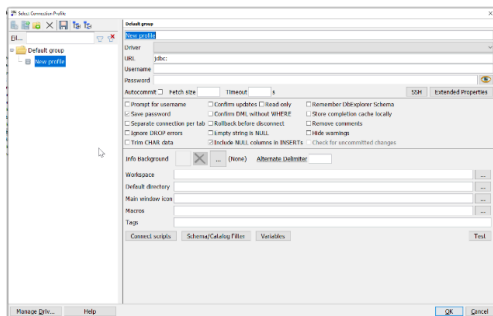 Select Connection Profile
Default group
New profile
Default group
New profile
Driver
URL jdbc:
Username
Password
Autocommit Fetch size Timeout s SSH Extended Properties
Prompt for username Confirm updates Read only Remember DbExplorer Schema
Save password Confirm DML without WHERE Store completion cache locally
Separate connection per tab Rollback before disconnect Remove comments
Ignore DROP errors Empty string is NULL Hide warnings
Trim CHAR data Include NULL columns in INSERTs Check for uncommitted changes
Info Background ... (None) Alternate Delimiter
Workspace ...
Default directory ...
Main window icon ...
Macros ...
Tags
Connect scripts Schema/Catalog Filter Variables Test
Manage Driv... Help OK Cancel